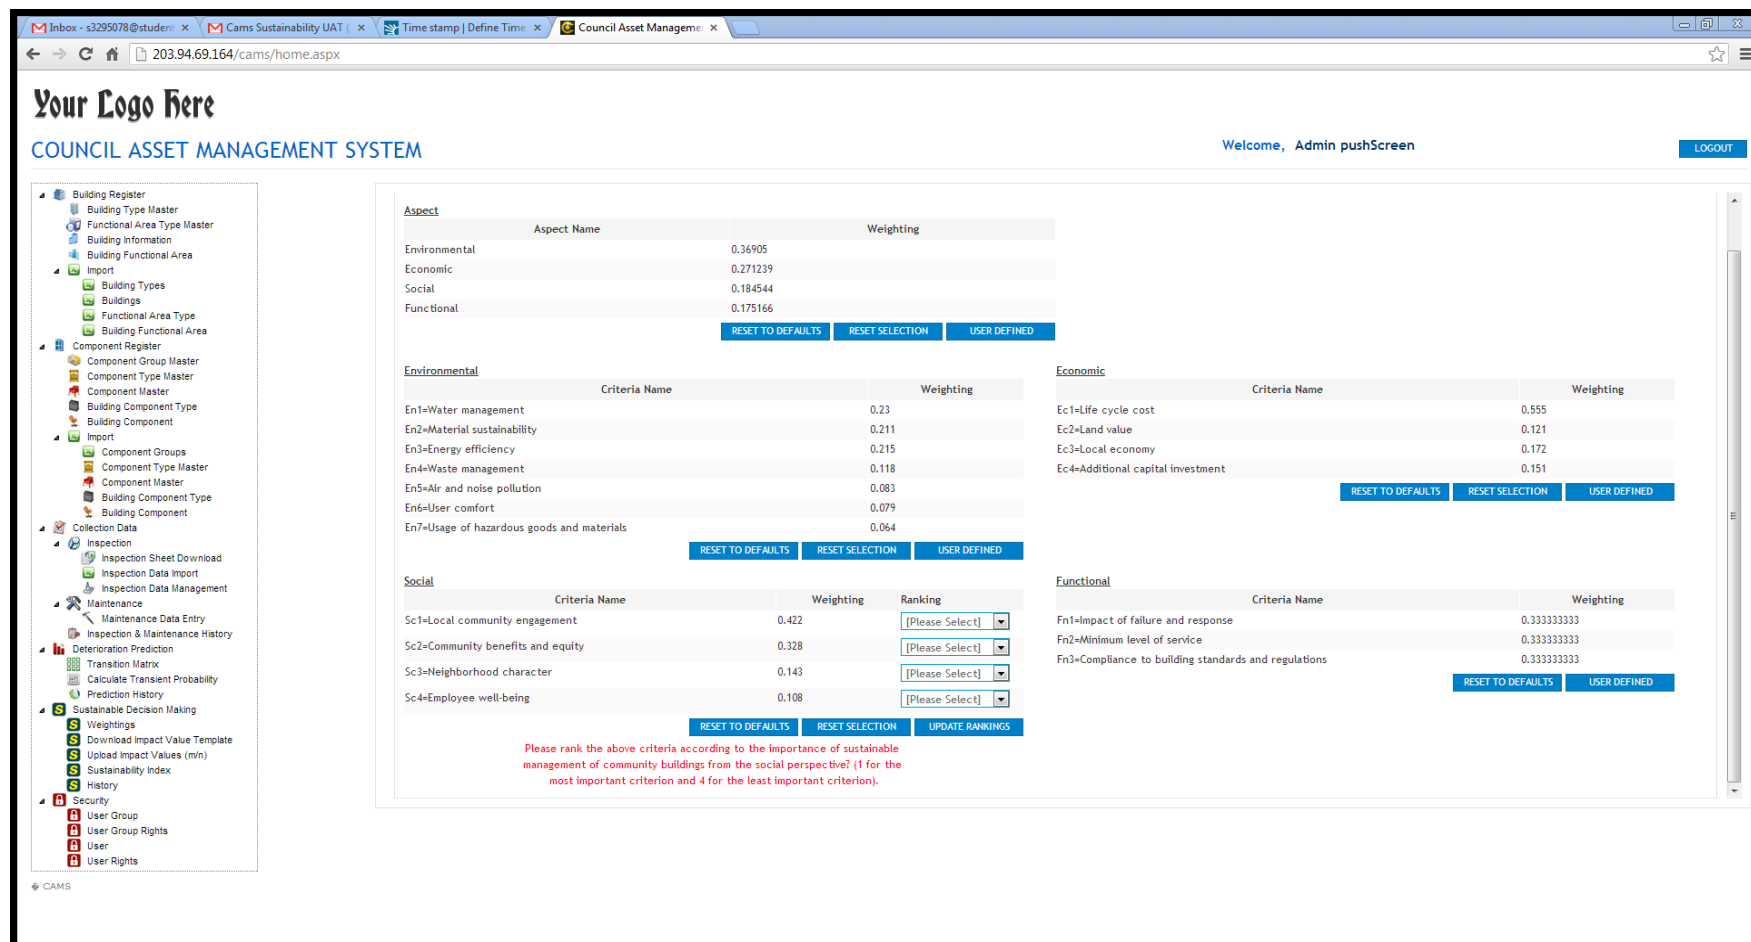 Inbox - s3295078@student
Cams Sustainability UAT (
Time stamp | Define Time
Council Asset Managemen
203.94.69.164/cams/home.aspx
Your Logo Here
COUNCIL ASSET MANAGEMENT SYSTEM
Welcome, Admin pushScreen
LOGOUT
Building Register
Building Type Master
Functional Area Type Master
Building Information
Building Functional Area
Import
Building Types
Buildings
Functional Area Type
Building Functional Area
Component Register
Component Group Master
Component Type Master
Component Master
Building Component Type
Building Component
Import
Component Groups
Component Type Master
Component Master
Building Component Type
Building Component
Collection Data
Inspection
Inspection Sheet Download
Inspection Data Import
Inspection Data Management
Maintenance
Maintenance Data Entry
Inspection & Maintenance History
Deterioration Prediction
Transition Matrix
Calculate Transient Probability
Prediction History
Sustainable Decision Making
Weightings
Download Impact Value Template
Upload Impact Values (m/n)
Sustainability Index
History
Security
User Group
User Group Rights
User
User Rights
� CAMS
Aspect
Aspect Name Weighting
Environmental 0.36905
Economic 0.271239
Social 0.184544
Functional 0.175166
RESET TO DEFAULTS RESET SELECTION USER DEFINED
Environmental
Criteria Name Weighting
En1=Water management 0.23
En2=Material sustainability 0.211
En3=Energy efficiency 0.215
En4=Waste management 0.118
En5=Air and noise pollution 0.083
En6=User comfort 0.079
En7=Usage of hazardous goods and materials 0.064
RESET TO DEFAULTS RESET SELECTION USER DEFINED
Economic
Criteria Name Weighting
Ec1=Life cycle cost 0.555
Ec2=Land value 0.121
Ec3=Local economy 0.172
Ec4=Additional capital investment 0.151
RESET TO DEFAULTS RESET SELECTION USER DEFINED
Social
Criteria Name Weighting Ranking
Sc1=Local community engagement 0.422 [Please Select]
Sc2=Community benefits and equity 0.328 [Please Select]
Sc3=Neighborhood character 0.143 [Please Select]
Sc4=Employee well-being 0.108 [Please Select]
RESET TO DEFAULTS RESET SELECTION UPDATE RANKINGS
Please rank the above criteria according to the importance of sustainable
management of community buildings from the social perspective? (1 for the
most important criterion and 4 for the least important criterion).
Functional
Criteria Name Weighting
Fn1=Impact of failure and response 0.333333333
Fn2=Minimum level of service 0.333333333
Fn3=Compliance to building standards and regulations 0.333333333
RESET TO DEFAULTS USER DEFINED